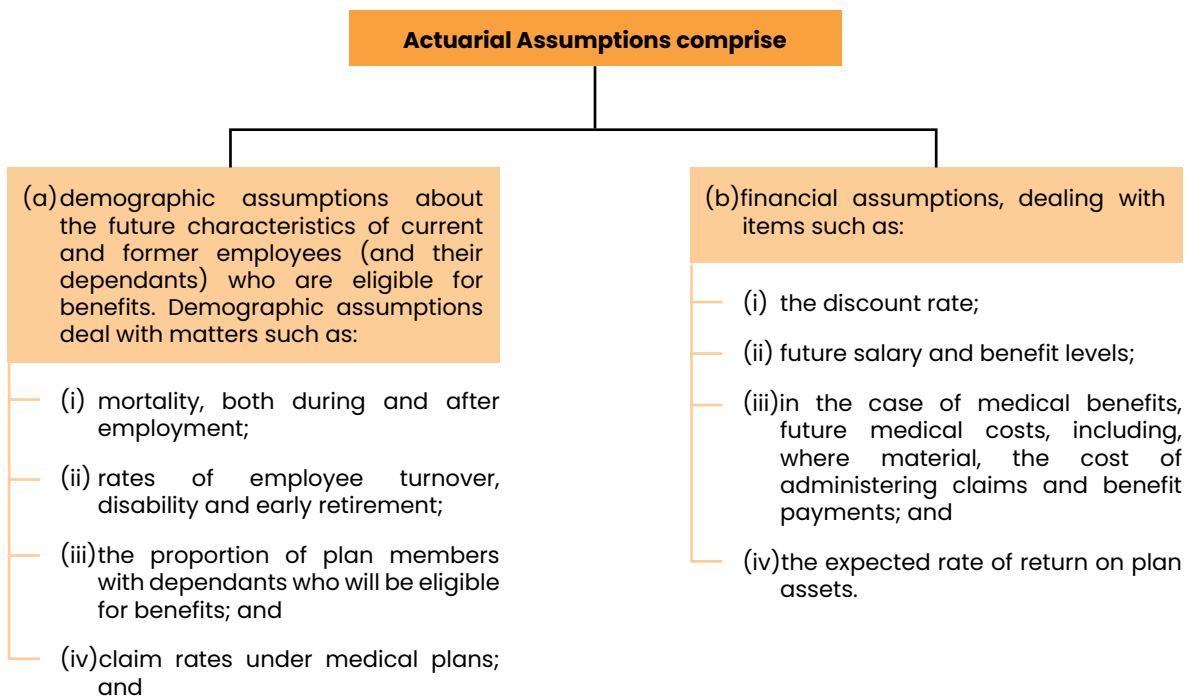 Actuarial Assumptions comprise
(a) demographic assumptions about
the future characteristics of current
and former employees (and their
dependants) who are eligible for
benefits. Demographic assumptions
deal with matters such as:
(i) mortality, both during and after
employment;
(ii) rates of employee turnover,
disability and early retirement;
(iii) the proportion of plan members
with dependants who will be eligible
for benefits; and
(iv) claim rates under medical plans;
and
(b) financial assumptions, dealing with
items such as:
(i) the discount rate;
(ii) future salary and benefit levels;
(iii) in the case of medical benefits,
future medical costs, including,
where material, the cost of
administering claims and benefit
payments; and
(iv) the expected rate of return on plan
assets.